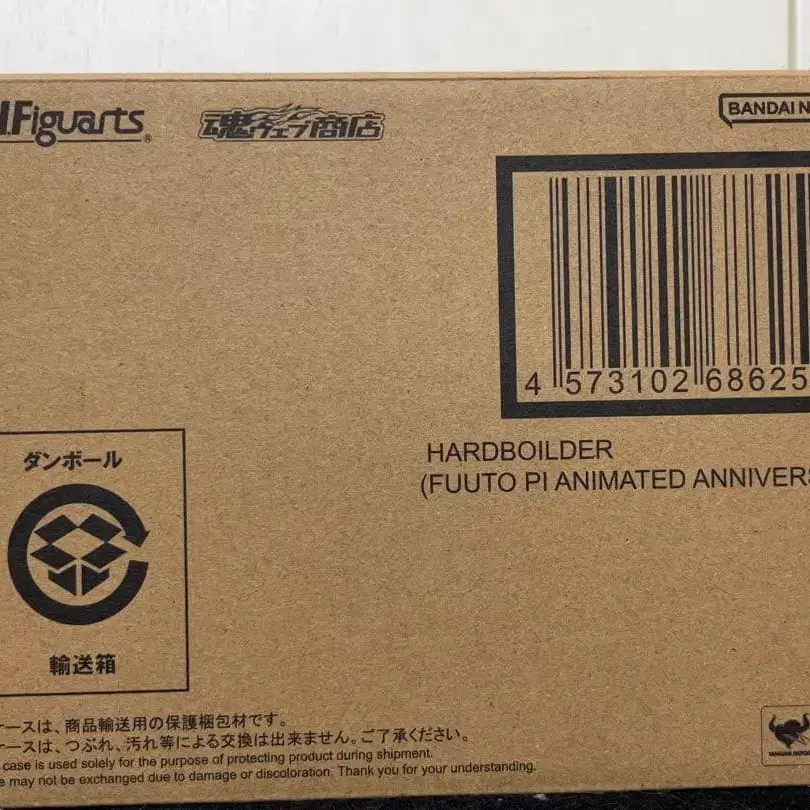 .Figuarts
魂ウェブ商店
BANDAI N
4 573102 68625
HARDBOILDER
(FUUTO PI ANIMATED ANNIVERS
ダンボール
輸送箱
ースは、商品輸送用の保護梱包材です。
ースは、つぶれ、汚れ等による交換は出来ません。ご了承ください。
case is used solely for the purpose of protecting product during shipment.
e may not be exchanged due to damage or discoloration. Thank you for your understanding.